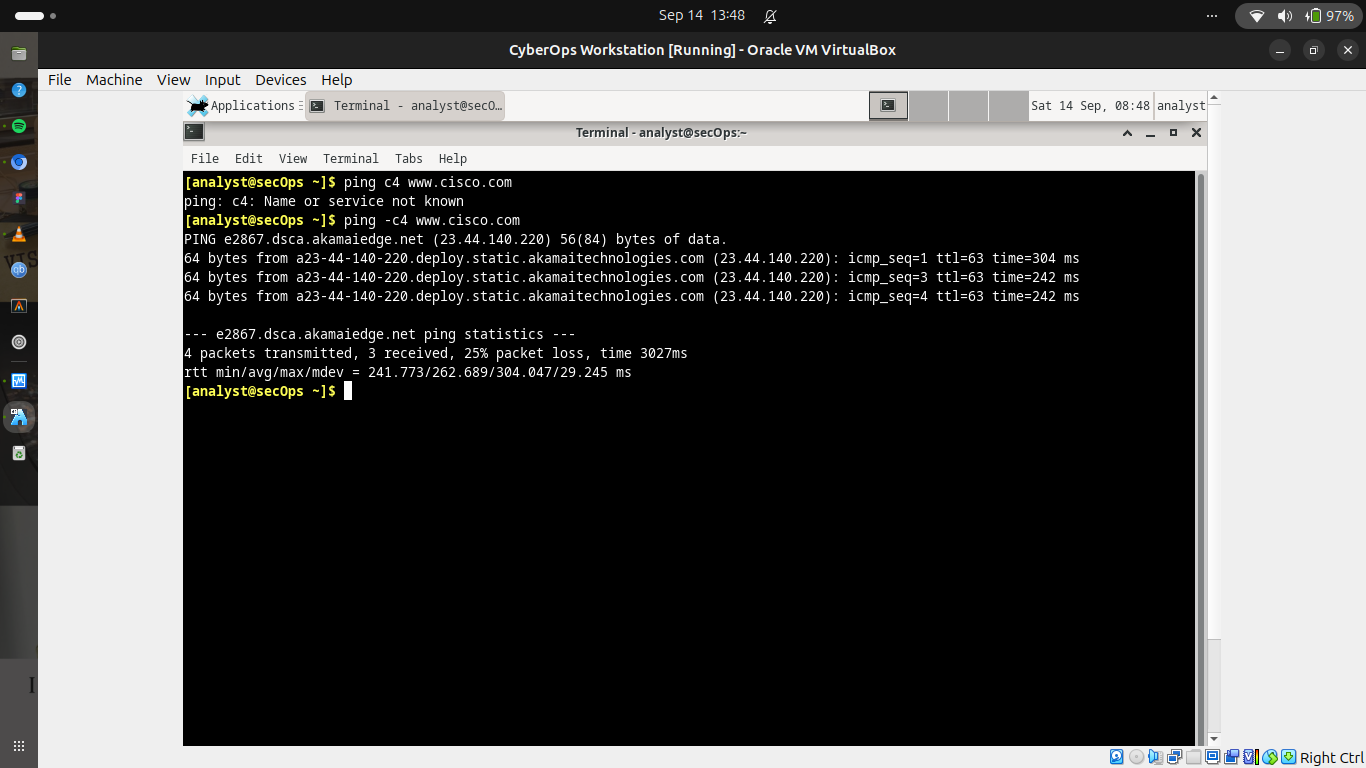 Sep 14 13:48
97%
CyberOps Workstation [Running] - Oracle VM VirtualBox
File Machine View Input Devices Help
Applications
Terminal - analyst@secO...
Sat 14 Sep, 08:48
analyst
Terminal - analyst@secOps:~
File Edit View Terminal Tabs Help
[analyst@secOps ~]$ ping c4 www.cisco.com
ping: c4: Name or service not known
[analyst@secOps ~]$ ping -c4 www.cisco.com
PING e2867.dsca.akamaiedge.net (23.44.140.220) 56(84) bytes of data.
64 bytes from a23-44-140-220.deploy.static.akamaitechnologies.com (23.44.140.220): icmp_seq=1 ttl=63 time=304 ms
64 bytes from a23-44-140-220.deploy.static.akamaitechnologies.com (23.44.140.220): icmp_seq=3 ttl=63 time=242 ms
64 bytes from a23-44-140-220.deploy.static.akamaitechnologies.com (23.44.140.220): icmp_seq=4 ttl=63 time=242 ms
--- e2867.dsca.akamaiedge.net ping statistics ---
4 packets transmitted, 3 received, 25% packet loss, time 3027ms
rtt min/avg/max/mdev = 241.773/262.689/304.047/29.245 ms
[analyst@secOps ~]$
Right Ctrl